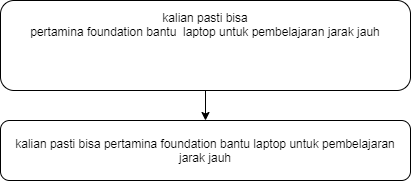 kalian pasti bisa
pertamina foundation bantu laptop untuk pembelajaran jarak jauh
kalian pasti bisa pertamina foundation bantu laptop untuk pembelajaran
jarak jauh